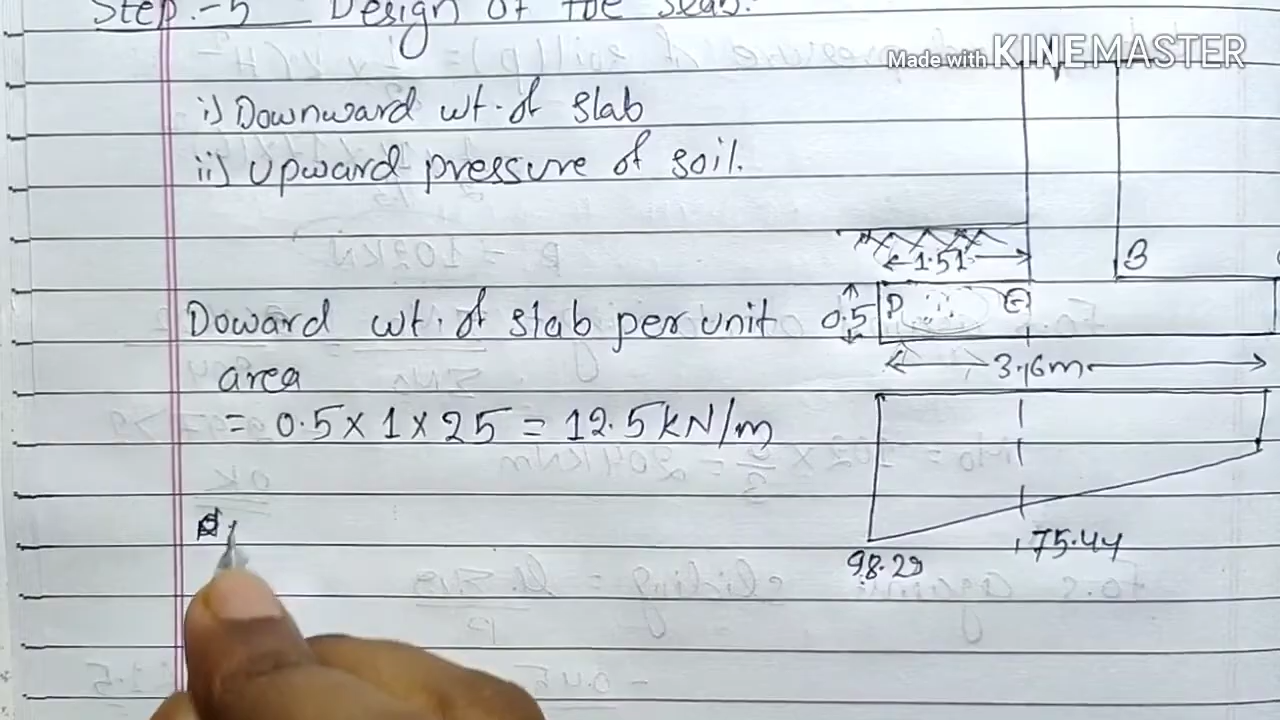 Step:-5 Design of toe slab.
Made with KINEMASTER
i) Downward wt. of slab
ii) Upward pressure of soil.
1.51
B
Doward wt. of slab per unit
0.5
D
E
area
3.16m
= 0.5 x 1 x 25 = 12.5 kN/m
75.44
98.29